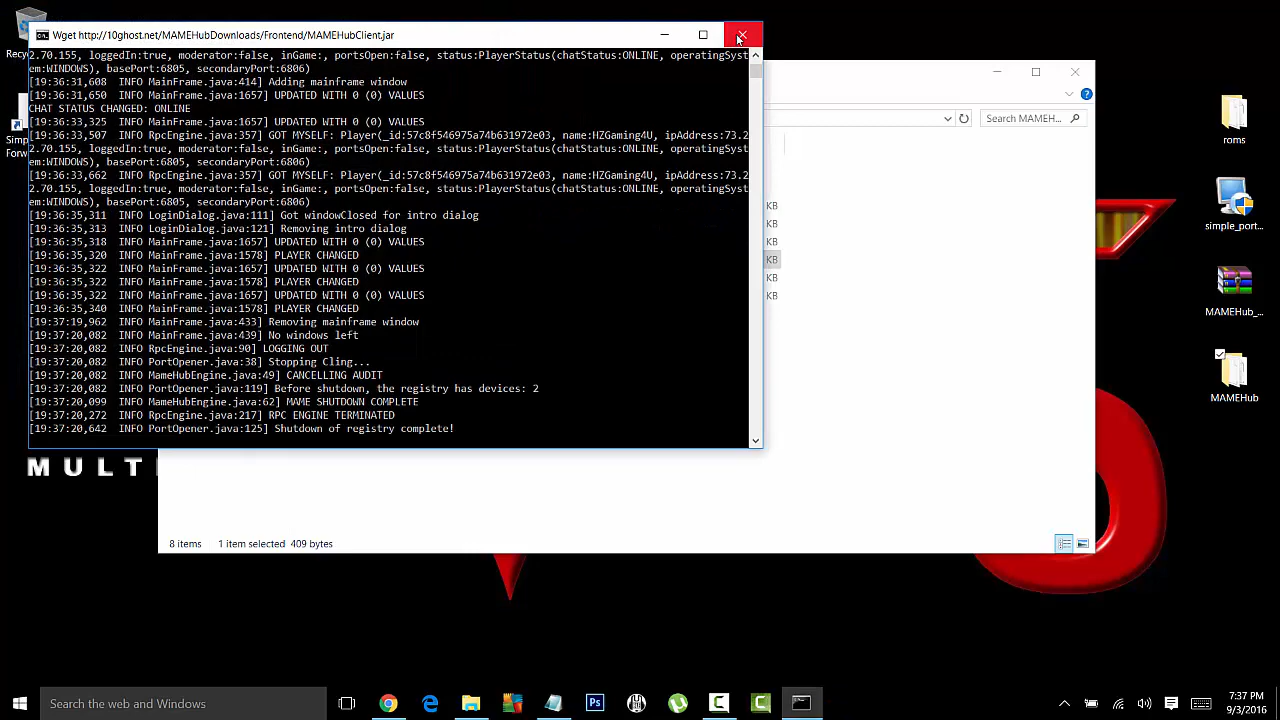 Recy
Wget http://10ghost.net/MAMEHubDownloads/Frontend/MAMEHubClient.jar
2.70.155, loggedIn:true, moderator:false, inGame:, portsOpen:false, status:PlayerStatus(chatStatus:ONLINE, operatingSyst
em:WINDOWS), basePort:6805, secondaryPort:6806)
[19:36:31,608  INFO MainFrame.java:414] Adding mainframe window
[19:36:31,650  INFO MainFrame.java:1657] UPDATED WITH 0 (0) VALUES
CHAT STATUS CHANGED: ONLINE
[19:36:33,325  INFO MainFrame.java:1657] UPDATED WITH 0 (0) VALUES
[19:36:33,507  INFO RpcEngine.java:357] GOT MYSELF: Player(_id:57c8f546975a74b631972e03, name:HZGaming4U, ipAddress:73.2
2.70.155, loggedIn:true, moderator:false, inGame:, portsOpen:false, status:PlayerStatus(chatStatus:ONLINE, operatingSyst
em:WINDOWS), basePort:6805, secondaryPort:6806)
[19:36:33,662  INFO RpcEngine.java:357] GOT MYSELF: Player(_id:57c8f546975a74b631972e03, name:HZGaming4U, ipAddress:73.2
2.70.155, loggedIn:true, moderator:false, inGame:, portsOpen:false, status:PlayerStatus(chatStatus:ONLINE, operatingSyst
em:WINDOWS), basePort:6805, secondaryPort:6806)
[19:36:35,311  INFO LoginDialog.java:111] Got windowClosed for intro dialog
[19:36:35,313  INFO LoginDialog.java:121] Removing intro dialog
[19:36:35,318  INFO MainFrame.java:1657] UPDATED WITH 0 (0) VALUES
[19:36:35,320  INFO MainFrame.java:1578] PLAYER CHANGED
[19:36:35,322  INFO MainFrame.java:1657] UPDATED WITH 0 (0) VALUES
[19:36:35,322  INFO MainFrame.java:1578] PLAYER CHANGED
[19:36:35,322  INFO MainFrame.java:1657] UPDATED WITH 0 (0) VALUES
[19:36:35,340  INFO MainFrame.java:1578] PLAYER CHANGED
[19:37:19,962  INFO MainFrame.java:433] Removing mainframe window
[19:37:20,082  INFO MainFrame.java:439] No windows left
[19:37:20,082  INFO RpcEngine.java:90] LOGGING OUT
[19:37:20,082  INFO PortOpener.java:38] Stopping Cling...
[19:37:20,082  INFO MameHubEngine.java:49] CANCELLING AUDIT
[19:37:20,082  INFO PortOpener.java:119] Before shutdown, the registry has devices: 2
[19:37:20,099  INFO MameHubEngine.java:62] MAME SHUTDOWN COMPLETE
[19:37:20,272  INFO RpcEngine.java:217] RPC ENGINE TERMINATED
[19:37:20,642  INFO PortOpener.java:125] Shutdown of registry complete!
Simp
Forw
Search MAMEH...
KB
KB
KB
KB
KB
KB
8 items 1 item selected 409 bytes
MULT
roms
simple_port...
MAMEHub_...
MAMEHub
Search the web and Windows
Ps
7:37 PM
9/3/2016